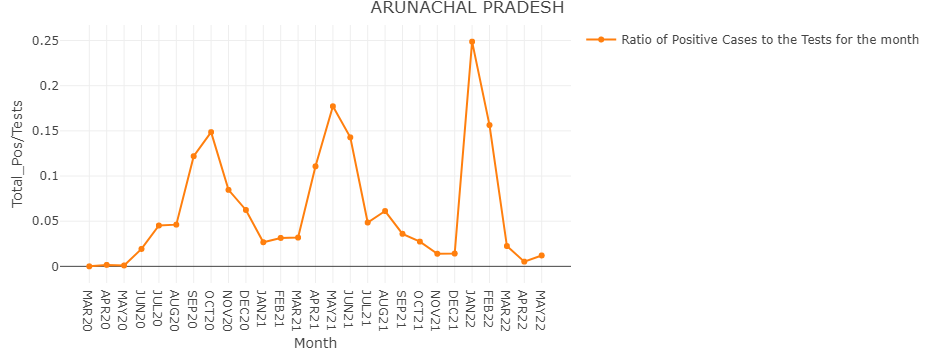 ARUNACHAL PRADESH
Ratio of Positive Cases to the Tests for the month
Total_Pos/Tests
0.25
0.2
0.15
0.1
0.05
0
MAR20
APR20
MAY20
JUN20
JUL20
AUG20
SEP20
OCT20
NOV20
DEC20
JAN21
FEB21
MAR21
APR21
MAY21
JUN21
JUL21
AUG21
SEP21
OCT21
NOV21
DEC21
JAN22
FEB22
MAR22
APR22
MAY22
Month